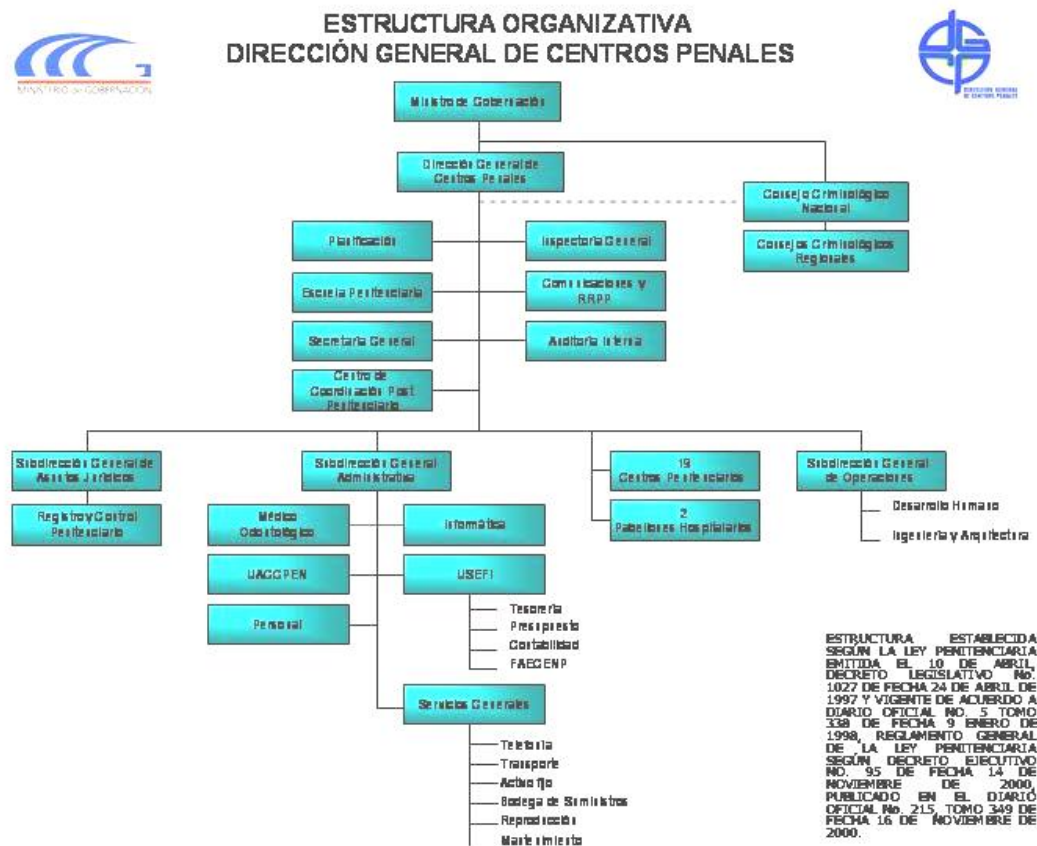 ESTRUCTURA ORGANIZATIVA
DIRECCIÓN GENERAL DE CENTROS PENALES
MINISTERIO de GOBERNACION
DIRECCION GENERAL
DE CENTROS PENALES
Ministro de Gobernación
Dirección General de
Centros Penales
Consejo Criminológico
Nacional
Consejos Criminológicos
Regionales
Planificación
Inspectoría General
Escuela Penitenciaria
Comunicaciones y
RRPP
Secretaría General
Auditoría Interna
Centro de
Coordinación Post
Penitenciario
Subdirección General de
Asuntos Jurídicos
Registro y Control
Penitenciario
Subdirección General
Administrativa
Médico
Odontológico
Informática
UACGPEN
USEFI
Personal
Tesorería
Presupuesto
Contabilidad
FAECENP
Servicios Generales
Telefonía
Transporte
Activo fijo
Bodega de Suministros
Reproducción
Mantenimiento
19
Centros Penitenciarios
2
Pabellones Hospitalarios
Subdirección General
de Operaciones
Desarrollo Humano
Ingeniería y Arquitectura
ESTRUCTURA ESTABLECIDA
SEGÚN LA LEY PENITENCIARIA
EMITIDA EL 10 DE ABRIL,
DECRETO LEGISLATIVO No.
1027 DE FECHA 24 DE ABRIL DE
1997 Y VIGENTE DE ACUERDO A
DIARIO OFICIAL NO. 5 TOMO
338 DE FECHA 9 ENERO DE
1998, REGLAMENTO GENERAL
DE LA LEY PENITENCIARIA
SEGÚN DECRETO EJECUTIVO
NO. 95 DE FECHA 14 DE
NOVIEMBRE DE 2000,
PUBLICADO EN EL DIARIO
OFICIAL No. 215, TOMO 349 DE
FECHA 16 DE NOVIEMBRE DE
2000.